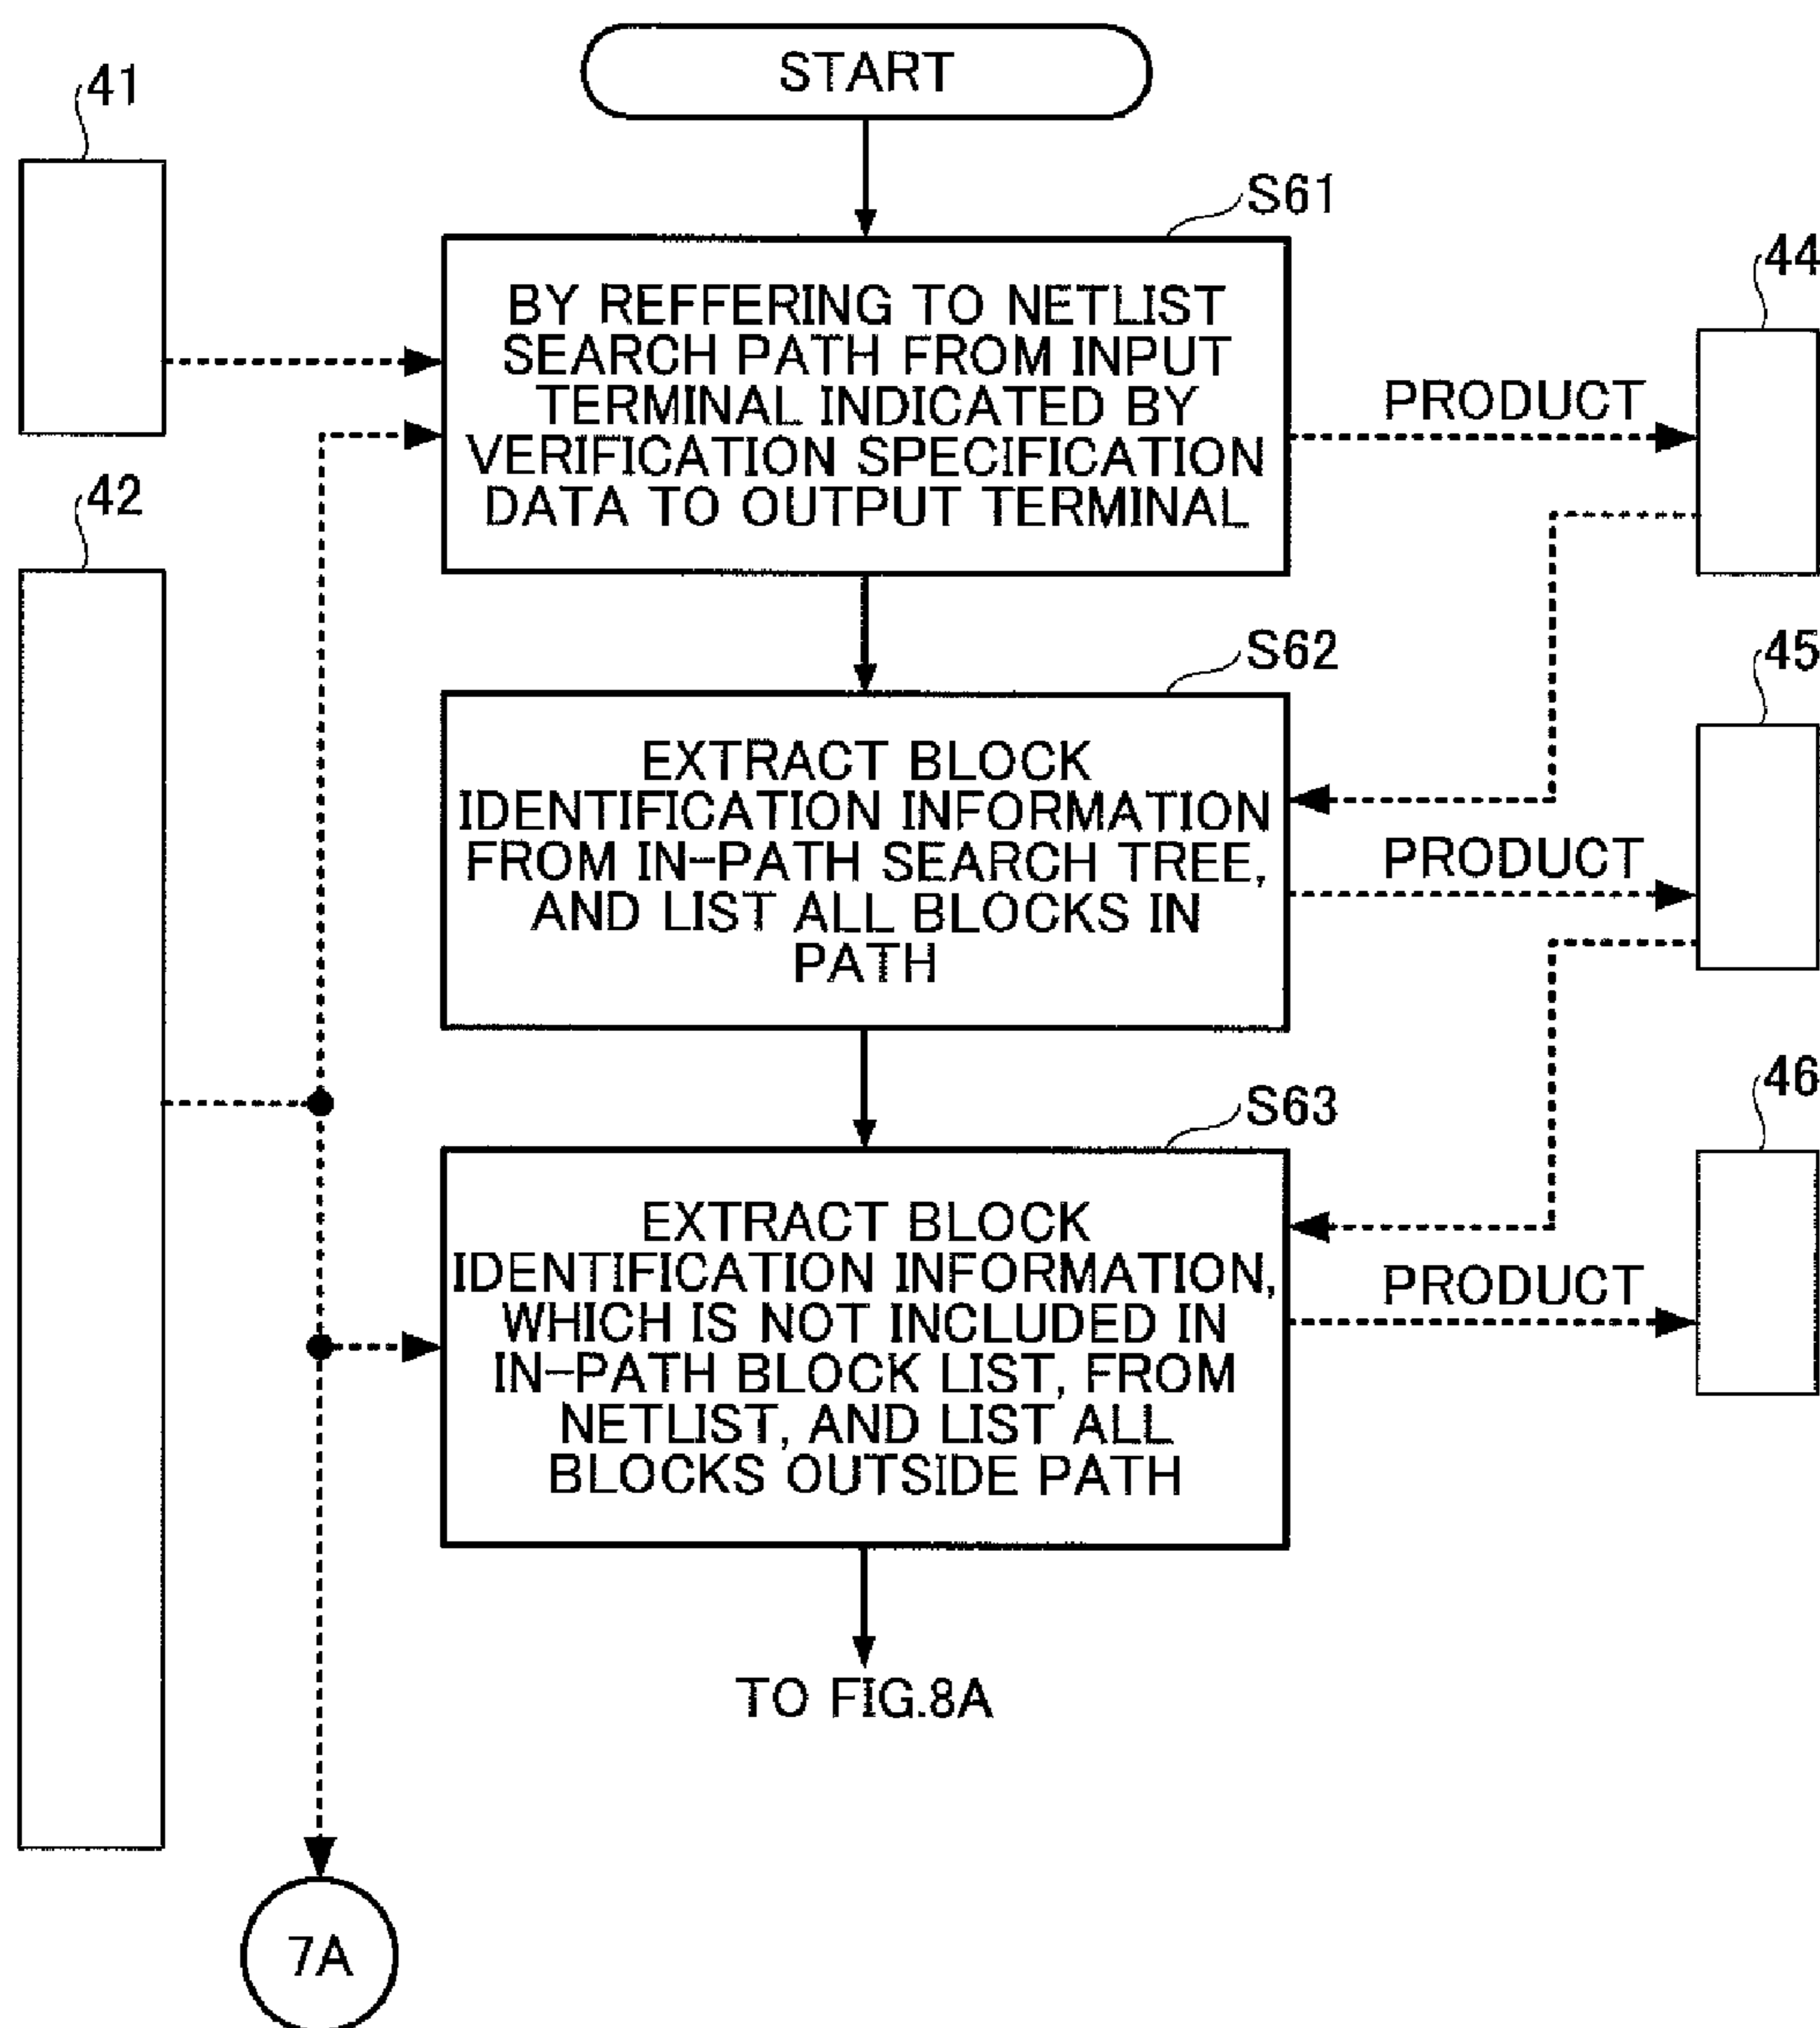 START
41
S61
44
BY REFFERING TO NETLIST
SEARCH PATH FROM INPUT
TERMINAL INDICATED BY
VERIFICATION SPECIFICATION
DATA TO OUTPUT TERMINAL
PRODUCT
42
S62
45
EXTRACT BLOCK
IDENTIFICATION INFORMATION
FROM IN-PATH SEARCH TREE,
AND LIST ALL BLOCKS IN
PATH
PRODUCT
S63
46
EXTRACT BLOCK
IDENTIFICATION INFORMATION,
WHICH IS NOT INCLUDED IN
IN-PATH BLOCK LIST, FROM
NETLIST, AND LIST ALL
BLOCKS OUTSIDE PATH
PRODUCT
TO FIG.8A
7A